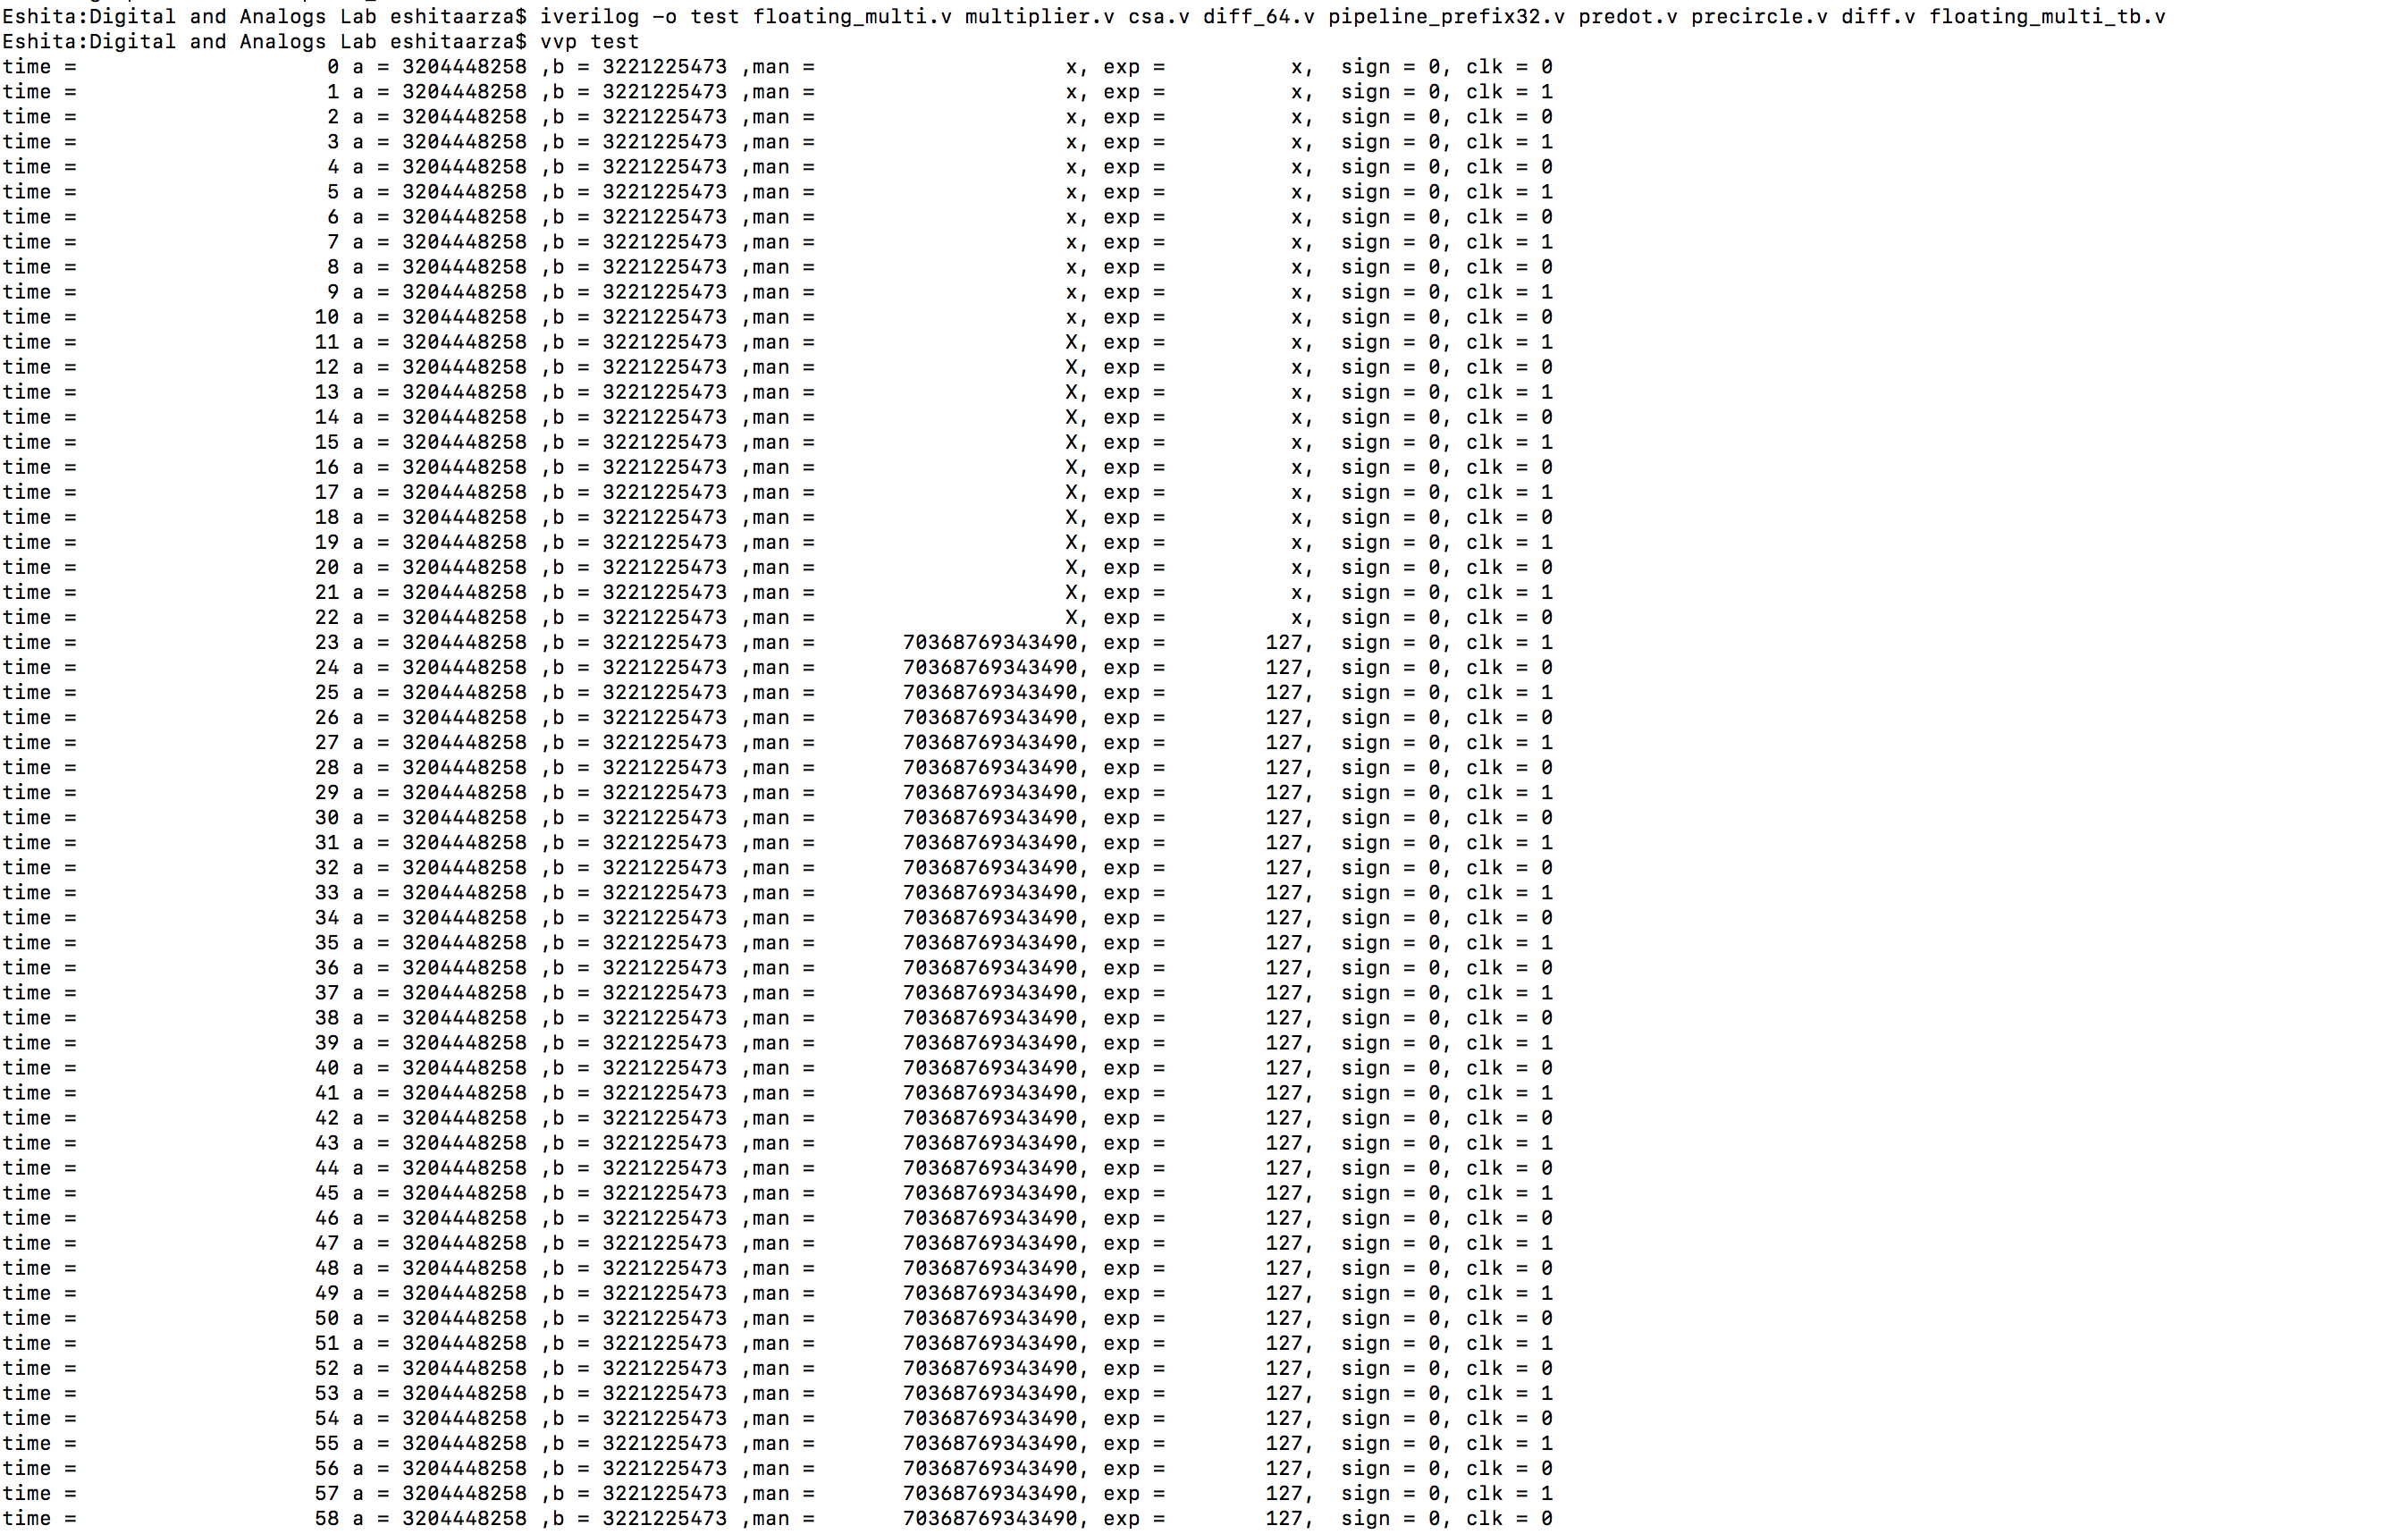 Eshita:Digital and Analogs Lab eshitaarza$ iverilog -o test floating_multi.v multiplier.v csa.v diff_64.v pipeline_prefix32.v predot.v precircle.v diff.v floating_multi_tb.v
Eshita:Digital and Analogs Lab eshitaarza$ vvp test
time = 0 a = 3204448258 ,b = 3221225473 ,man = x, exp = x, sign = 0, clk = 0
time = 1 a = 3204448258 ,b = 3221225473 ,man = x, exp = x, sign = 0, clk = 1
time = 2 a = 3204448258 ,b = 3221225473 ,man = x, exp = x, sign = 0, clk = 0
time = 3 a = 3204448258 ,b = 3221225473 ,man = x, exp = x, sign = 0, clk = 1
time = 4 a = 3204448258 ,b = 3221225473 ,man = x, exp = x, sign = 0, clk = 0
time = 5 a = 3204448258 ,b = 3221225473 ,man = x, exp = x, sign = 0, clk = 1
time = 6 a = 3204448258 ,b = 3221225473 ,man = x, exp = x, sign = 0, clk = 0
time = 7 a = 3204448258 ,b = 3221225473 ,man = x, exp = x, sign = 0, clk = 1
time = 8 a = 3204448258 ,b = 3221225473 ,man = x, exp = x, sign = 0, clk = 0
time = 9 a = 3204448258 ,b = 3221225473 ,man = x, exp = x, sign = 0, clk = 1
time = 10 a = 3204448258 ,b = 3221225473 ,man = x, exp = x, sign = 0, clk = 0
time = 11 a = 3204448258 ,b = 3221225473 ,man = X, exp = x, sign = 0, clk = 1
time = 12 a = 3204448258 ,b = 3221225473 ,man = X, exp = x, sign = 0, clk = 0
time = 13 a = 3204448258 ,b = 3221225473 ,man = X, exp = x, sign = 0, clk = 1
time = 14 a = 3204448258 ,b = 3221225473 ,man = X, exp = x, sign = 0, clk = 0
time = 15 a = 3204448258 ,b = 3221225473 ,man = X, exp = x, sign = 0, clk = 1
time = 16 a = 3204448258 ,b = 3221225473 ,man = X, exp = x, sign = 0, clk = 0
time = 17 a = 3204448258 ,b = 3221225473 ,man = X, exp = x, sign = 0, clk = 1
time = 18 a = 3204448258 ,b = 3221225473 ,man = X, exp = x, sign = 0, clk = 0
time = 19 a = 3204448258 ,b = 3221225473 ,man = X, exp = x, sign = 0, clk = 1
time = 20 a = 3204448258 ,b = 3221225473 ,man = X, exp = x, sign = 0, clk = 0
time = 21 a = 3204448258 ,b = 3221225473 ,man = X, exp = x, sign = 0, clk = 1
time = 22 a = 3204448258 ,b = 3221225473 ,man = X, exp = x, sign = 0, clk = 0
time = 23 a = 3204448258 ,b = 3221225473 ,man = 70368769343490, exp = 127, sign = 0, clk = 1
time = 24 a = 3204448258 ,b = 3221225473 ,man = 70368769343490, exp = 127, sign = 0, clk = 0
time = 25 a = 3204448258 ,b = 3221225473 ,man = 70368769343490, exp = 127, sign = 0, clk = 1
time = 26 a = 3204448258 ,b = 3221225473 ,man = 70368769343490, exp = 127, sign = 0, clk = 0
time = 27 a = 3204448258 ,b = 3221225473 ,man = 70368769343490, exp = 127, sign = 0, clk = 1
time = 28 a = 3204448258 ,b = 3221225473 ,man = 70368769343490, exp = 127, sign = 0, clk = 0
time = 29 a = 3204448258 ,b = 3221225473 ,man = 70368769343490, exp = 127, sign = 0, clk = 1
time = 30 a = 3204448258 ,b = 3221225473 ,man = 70368769343490, exp = 127, sign = 0, clk = 0
time = 31 a = 3204448258 ,b = 3221225473 ,man = 70368769343490, exp = 127, sign = 0, clk = 1
time = 32 a = 3204448258 ,b = 3221225473 ,man = 70368769343490, exp = 127, sign = 0, clk = 0
time = 33 a = 3204448258 ,b = 3221225473 ,man = 70368769343490, exp = 127, sign = 0, clk = 1
time = 34 a = 3204448258 ,b = 3221225473 ,man = 70368769343490, exp = 127, sign = 0, clk = 0
time = 35 a = 3204448258 ,b = 3221225473 ,man = 70368769343490, exp = 127, sign = 0, clk = 1
time = 36 a = 3204448258 ,b = 3221225473 ,man = 70368769343490, exp = 127, sign = 0, clk = 0
time = 37 a = 3204448258 ,b = 3221225473 ,man = 70368769343490, exp = 127, sign = 0, clk = 1
time = 38 a = 3204448258 ,b = 3221225473 ,man = 70368769343490, exp = 127, sign = 0, clk = 0
time = 39 a = 3204448258 ,b = 3221225473 ,man = 70368769343490, exp = 127, sign = 0, clk = 1
time = 40 a = 3204448258 ,b = 3221225473 ,man = 70368769343490, exp = 127, sign = 0, clk = 0
time = 41 a = 3204448258 ,b = 3221225473 ,man = 70368769343490, exp = 127, sign = 0, clk = 1
time = 42 a = 3204448258 ,b = 3221225473 ,man = 70368769343490, exp = 127, sign = 0, clk = 0
time = 43 a = 3204448258 ,b = 3221225473 ,man = 70368769343490, exp = 127, sign = 0, clk = 1
time = 44 a = 3204448258 ,b = 3221225473 ,man = 70368769343490, exp = 127, sign = 0, clk = 0
time = 45 a = 3204448258 ,b = 3221225473 ,man = 70368769343490, exp = 127, sign = 0, clk = 1
time = 46 a = 3204448258 ,b = 3221225473 ,man = 70368769343490, exp = 127, sign = 0, clk = 0
time = 47 a = 3204448258 ,b = 3221225473 ,man = 70368769343490, exp = 127, sign = 0, clk = 1
time = 48 a = 3204448258 ,b = 3221225473 ,man = 70368769343490, exp = 127, sign = 0, clk = 0
time = 49 a = 3204448258 ,b = 3221225473 ,man = 70368769343490, exp = 127, sign = 0, clk = 1
time = 50 a = 3204448258 ,b = 3221225473 ,man = 70368769343490, exp = 127, sign = 0, clk = 0
time = 51 a = 3204448258 ,b = 3221225473 ,man = 70368769343490, exp = 127, sign = 0, clk = 1
time = 52 a = 3204448258 ,b = 3221225473 ,man = 70368769343490, exp = 127, sign = 0, clk = 0
time = 53 a = 3204448258 ,b = 3221225473 ,man = 70368769343490, exp = 127, sign = 0, clk = 1
time = 54 a = 3204448258 ,b = 3221225473 ,man = 70368769343490, exp = 127, sign = 0, clk = 0
time = 55 a = 3204448258 ,b = 3221225473 ,man = 70368769343490, exp = 127, sign = 0, clk = 1
time = 56 a = 3204448258 ,b = 3221225473 ,man = 70368769343490, exp = 127, sign = 0, clk = 0
time = 57 a = 3204448258 ,b = 3221225473 ,man = 70368769343490, exp = 127, sign = 0, clk = 1
time = 58 a = 3204448258 ,b = 3221225473 ,man = 70368769343490, exp = 127, sign = 0, clk = 0